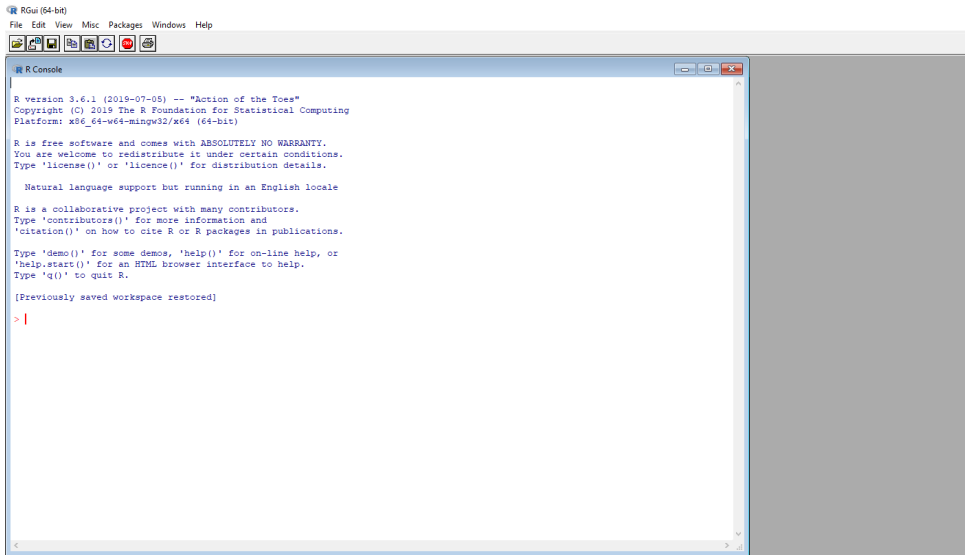 RGui (64-bit)
File Edit View Misc Packages Windows Help
STOP
R Console
R version 3.6.1 (2019-07-05) -- "Action of the Toes"
Copyright (C) 2019 The R Foundation for Statistical Computing
Platform: x86_64-w64-mingw32/x64 (64-bit)
R is free software and comes with ABSOLUTELY NO WARRANTY.
You are welcome to redistribute it under certain conditions.
Type 'license()' or 'licence()' for distribution details.
Natural language support but running in an English locale
R is a collaborative project with many contributors.
Type 'contributors()' for more information and
'citation()' on how to cite R or R packages in publications.
Type 'demo()' for some demos, 'help()' for on-line help, or
'help.start()' for an HTML browser interface to help.
Type 'q()' to quit R.
[Previously saved workspace restored]
>